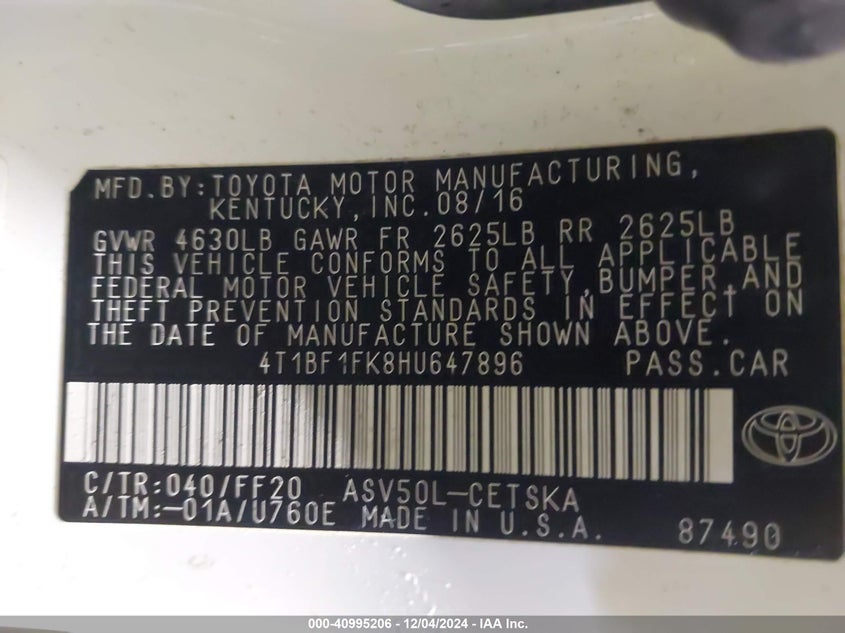 MFD.BY:TOYOTA MOTOR MANUFACTURING,
KENTUCKY,INC.08/16
GVWR 4630LB GAWR FR 2625LB RR 2625LB
THIS VEHICLE CONFORMS TO ALL APPLICABLE
FEDERAL MOTOR VEHICLE SAFETY,BUMPER,AND
THEFT PREVENTION STANDARDS IN EFFECT ON
THE DATE OF MANUFACTURE SHOWN ABOVE.
4T1BF1FK8HU647896 PASS.CAR
C/TR:040/FF20 ASV50L-CETSKA
A/TM:-01A/U760E MADE IN U.S.A. 87490
000-40995206 - 12/04/2024 - IAA Inc.